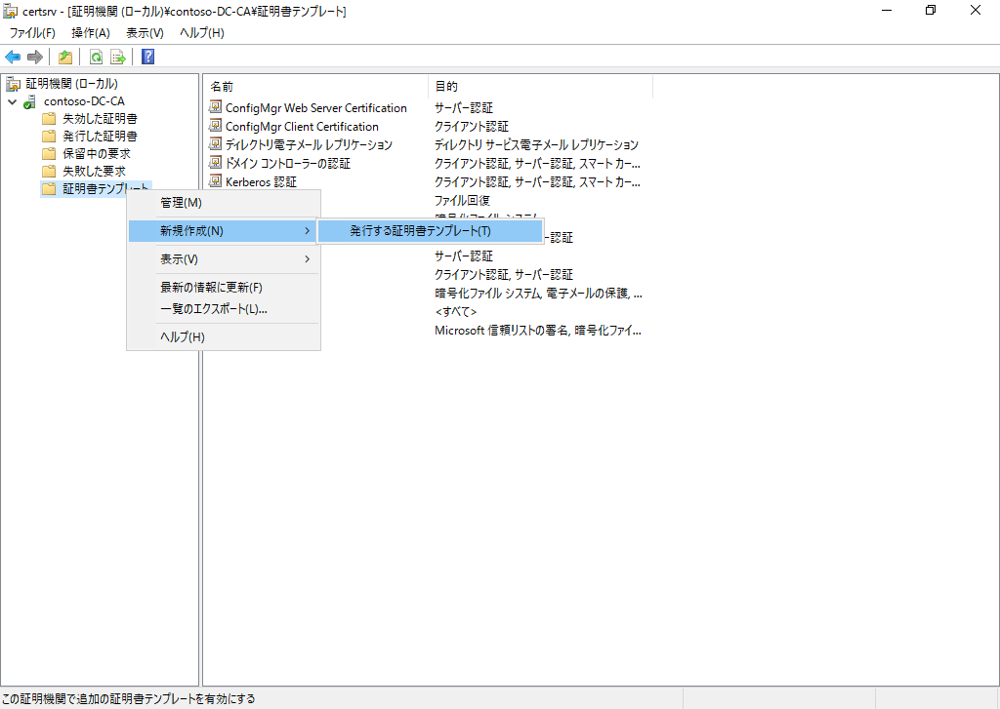 certsrv - [証明機関 (ローカル)¥contoso-DC-CA¥証明書テンプレート]
ファイル(F) 操作(A) 表示(V) ヘルプ(H)
証明機関 (ローカル)
contoso-DC-CA
失効した証明書
発行した証明書
保留中の要求
失敗した要求
証明書テンプレート
名前 目的
ConfigMgr Web Server Certification サーバー認証
ConfigMgr Client Certification クライアント認証
ディレクトリ電子メール レプリケーション ディレクトリ サービス電子メール レプリケーション
ドメイン コントローラーの認証 クライアント認証, サーバー認証, スマート カー...
Kerberos 認証 クライアント認証, サーバー認証, スマート カー...
ファイル回復
暗号化ファイル システム
ー認証
サーバー認証
クライアント認証, サーバー認証
暗号化ファイル システム, 電子メールの保護, ...
<すべて>
Microsoft 信頼リストの署名, 暗号化ファイ...
管理(M)
新規作成(N)
発行する証明書テンプレート(T)
表示(V)
最新の情報に更新(F)
一覧のエクスポート(L)...
ヘルプ(H)
この証明機関で追加の証明書テンプレートを有効にする